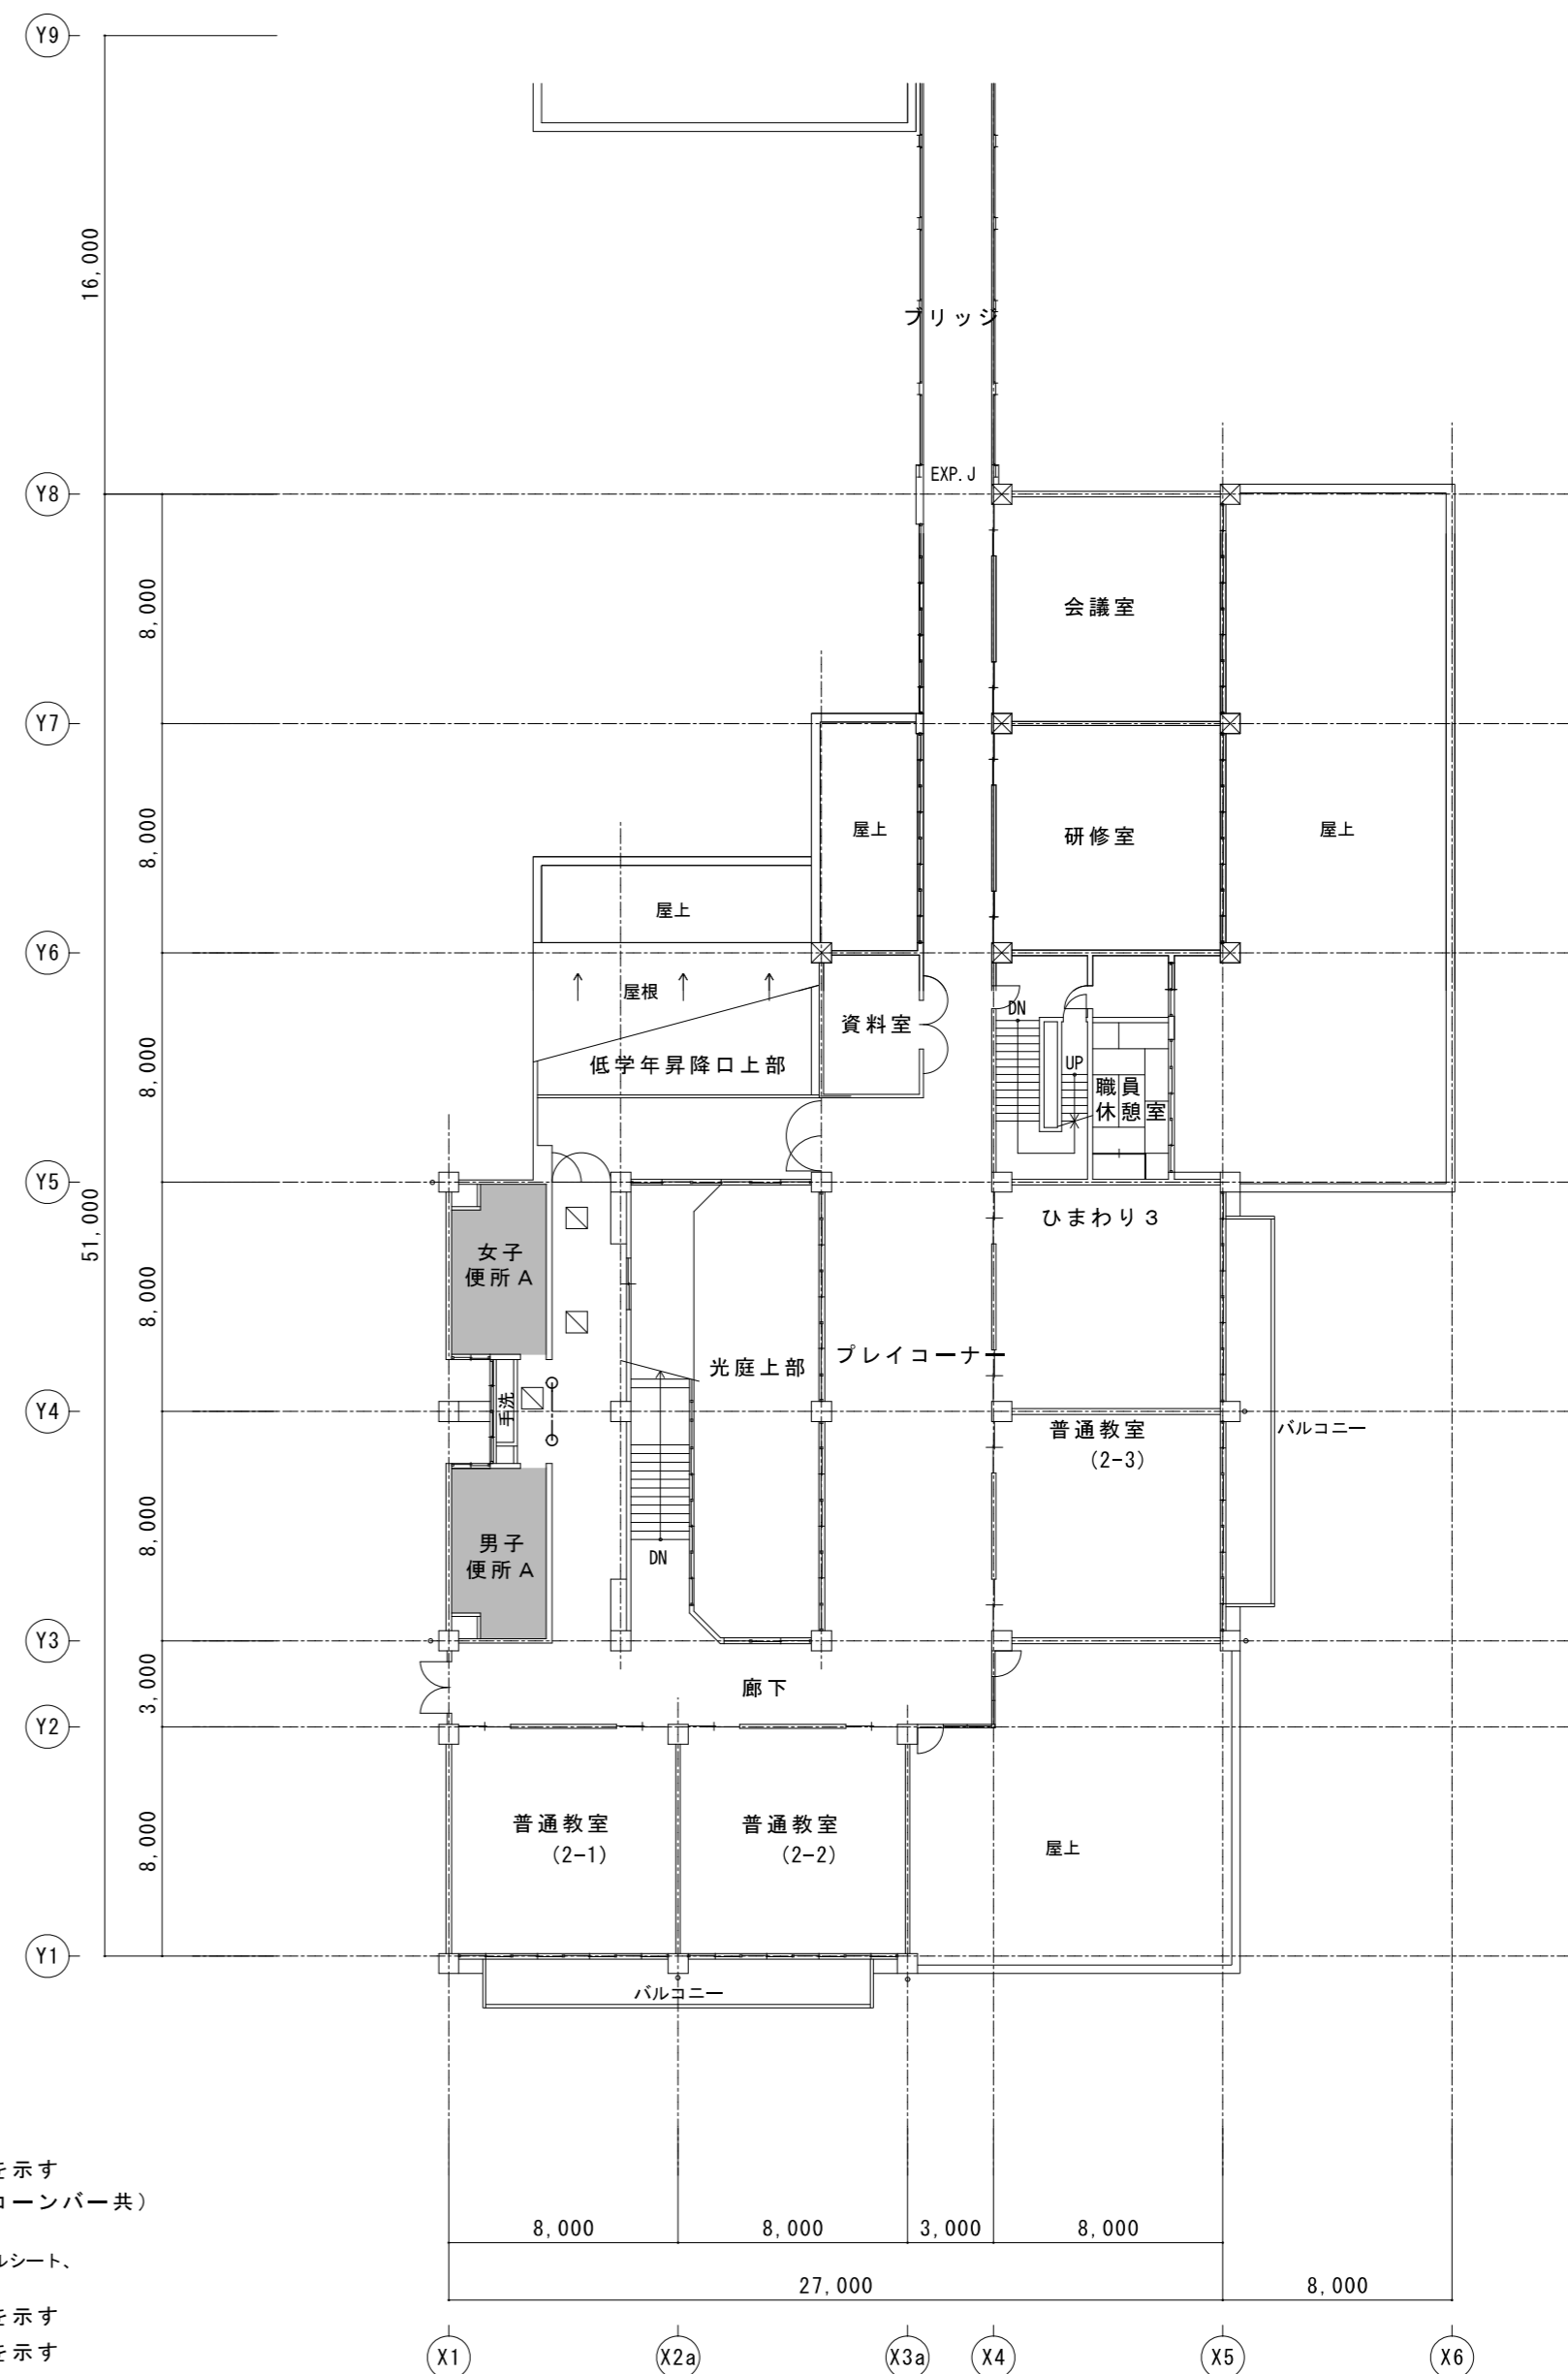 Y9
16,000
ブリッジ
EXP.J
Y8
8,000
会議室
Y7
8,000
屋上
研修室
屋上
屋上
Y6
8,000
屋根
資料室
DN
低学年昇降口上部
UP
職員
休憩室
Y5
51,000
8,000
女子
便所A
ひまわり3
光庭上部
プレイコーナー
手洗
Y4
普通教室
(2-3)
バルコニー
8,000
男子
便所A
DN
Y3
3,000
廊下
Y2
8,000
普通教室
(2-1)
普通教室
(2-2)
屋上
Y1
バルコニー
を示す
コーンバー共)
ルシート、
を示す
を示す
8,000
8,000
3,000
8,000
27,000
8,000
X1
X2a
X3a
X4
X5
X6